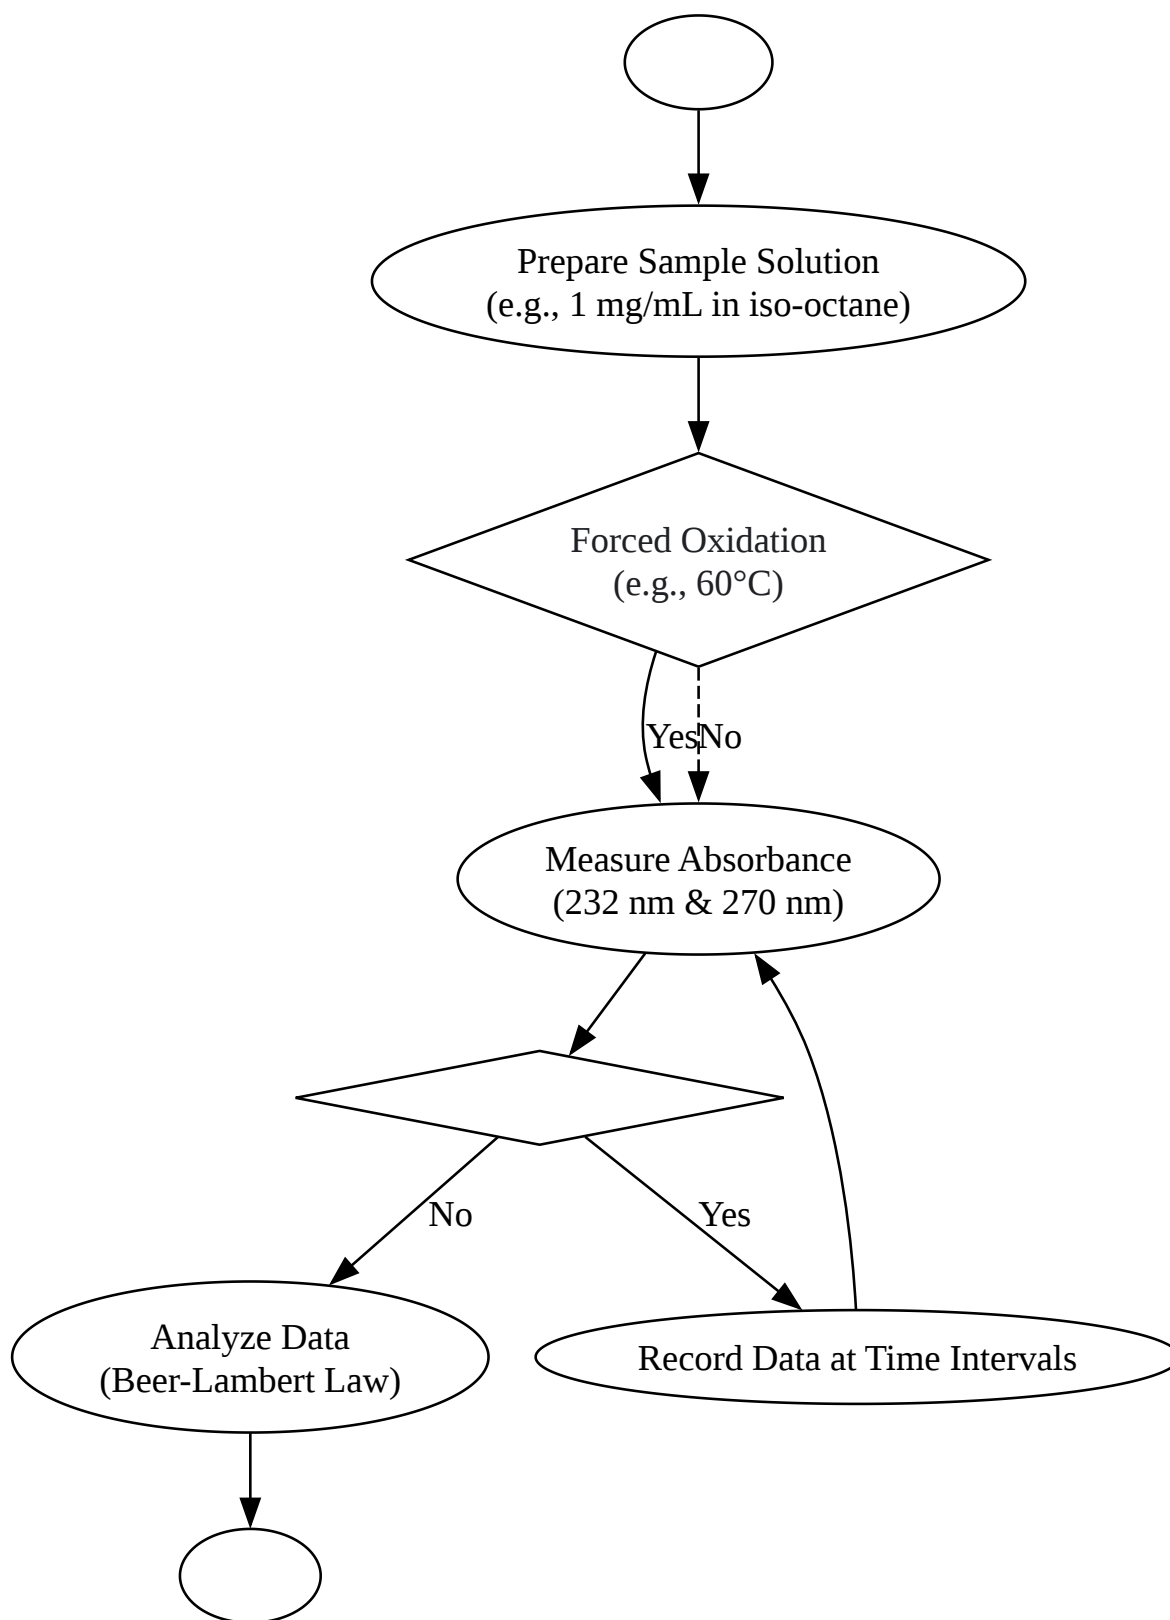 Prepare Sample Solution
(e.g., 1 mg/mL in iso-octane)
Forced Oxidation
(e.g., 60°C)
Yes
No
Measure Absorbance
(232 nm & 270 nm)
No
Yes
Analyze Data
(Beer-Lambert Law)
Record Data at Time Intervals